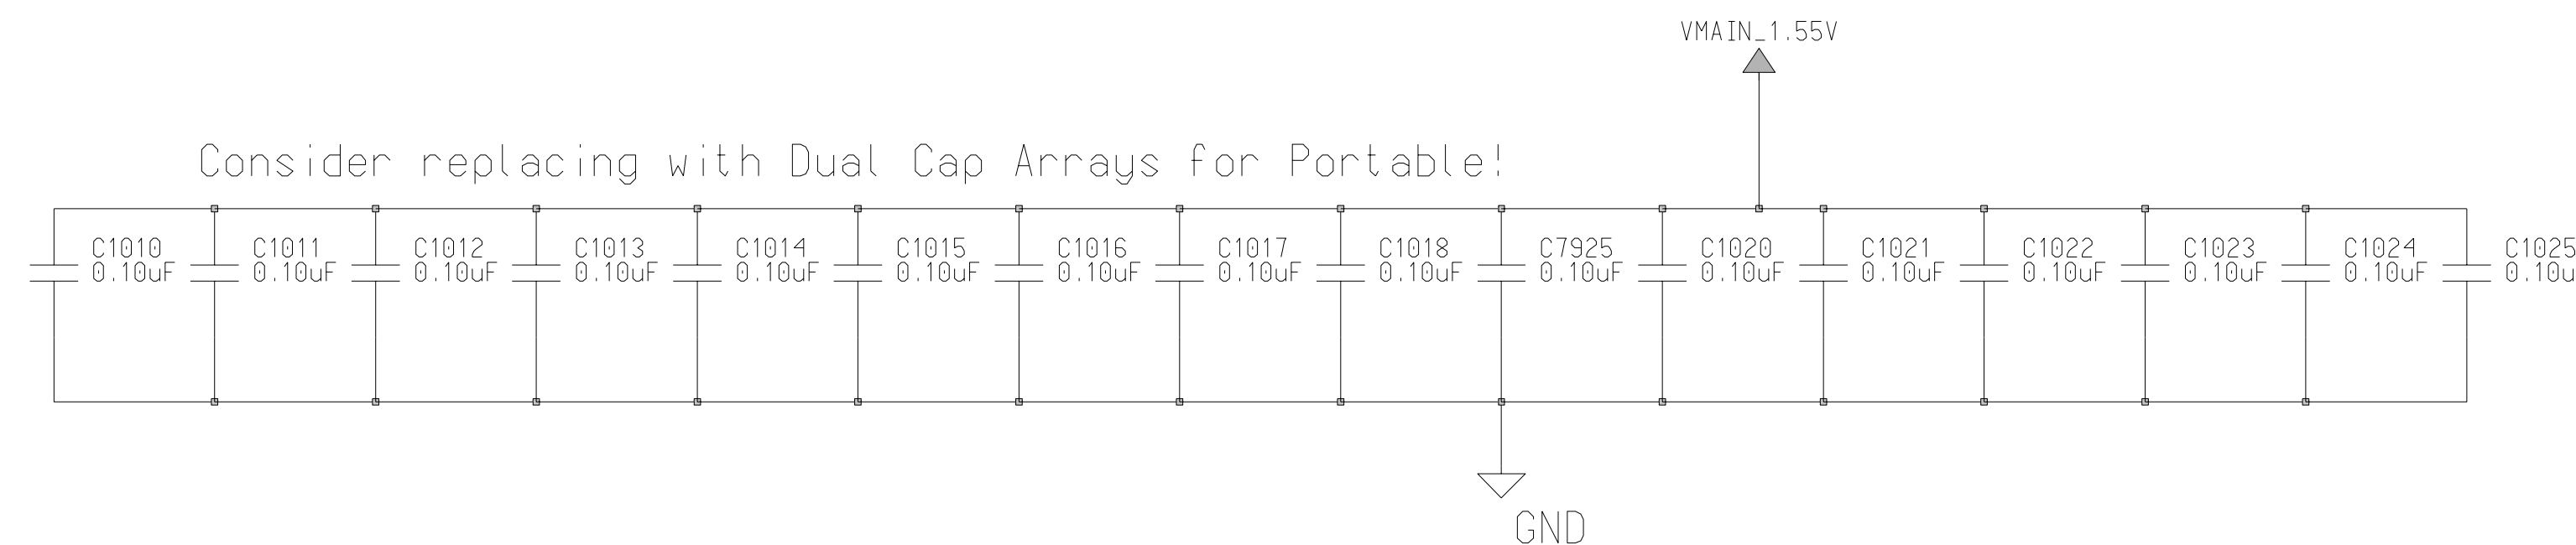 VMAIN_1.55V
Consider replacing with Dual Cap Arrays for Portable!
C1010
0.10uF
C1011
0.10uF
C1012
0.10uF
C1013
0.10uF
C1014
0.10uF
C1015
0.10uF
C1016
0.10uF
C1017
0.10uF
C1018
0.10uF
C7925
0.10uF
C1020
0.10uF
C1021
0.10uF
C1022
0.10uF
C1023
0.10uF
C1024
0.10uF
C1025
0.10u
GND